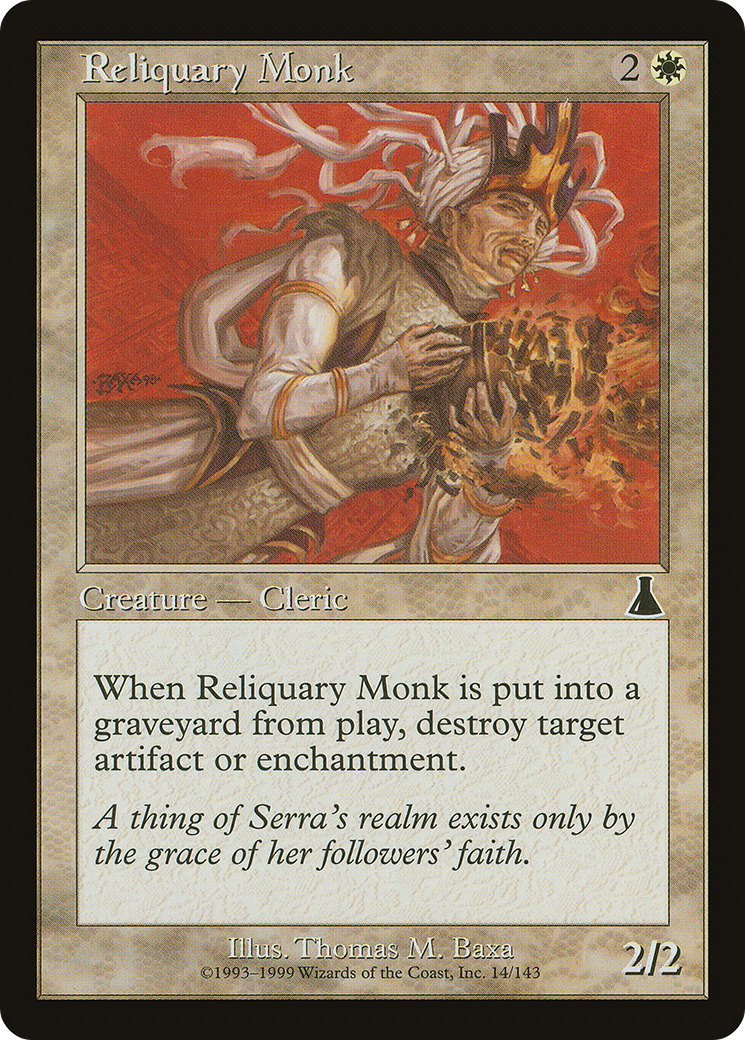 Reliquary Monk 2
BAXA 98
Creature — Cleric
When Reliquary Monk is put into a
graveyard from play, destroy target
artifact or enchantment.
A thing of Serra's realm exists only by
the grace of her followers' faith.
Illus. Thomas M. Baxa
2/2
©1993–1999 Wizards of the Coast, Inc. 14/143